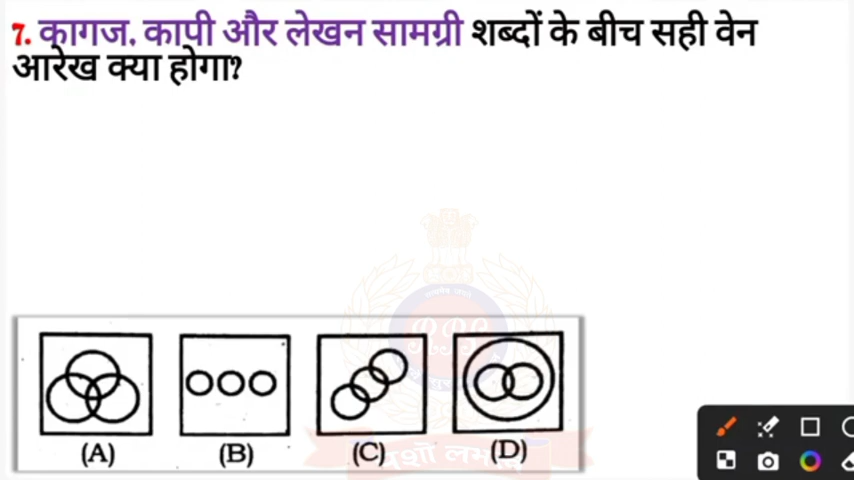 7. कागज. कापी और लेखन सामग्री शब्दों के बीच सही वेन
आरेख क्या होगा?
(A) (B) (C) (D)